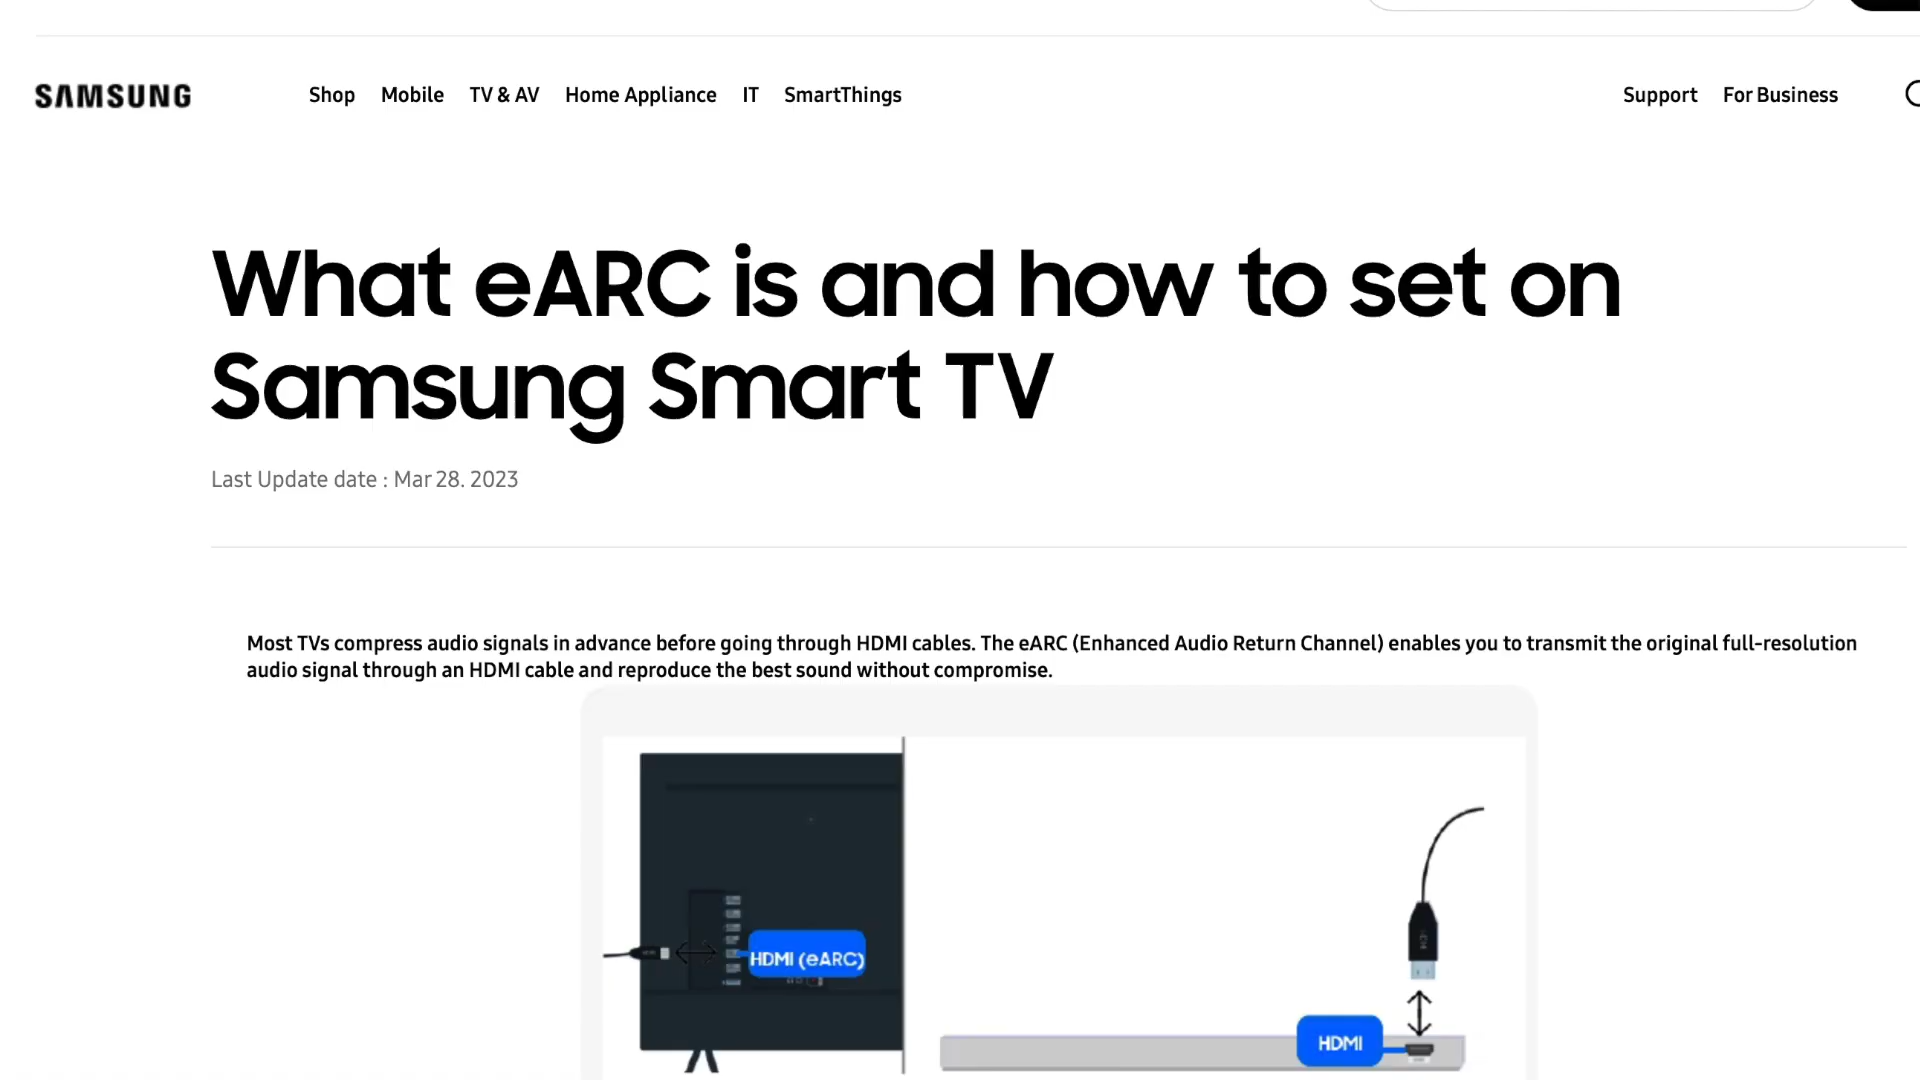 SAMSUNG
Shop Mobile TV & AV Home Appliance IT SmartThings
Support For Business
What eARC is and how to set on
Samsung Smart TV
Last Update date : Mar 28. 2023
Most TVs compress audio signals in advance before going through HDMI cables. The eARC (Enhanced Audio Return Channel) enables you to transmit the original full-resolution
audio signal through an HDMI cable and reproduce the best sound without compromise.
HDMI (eARC)
HDMI